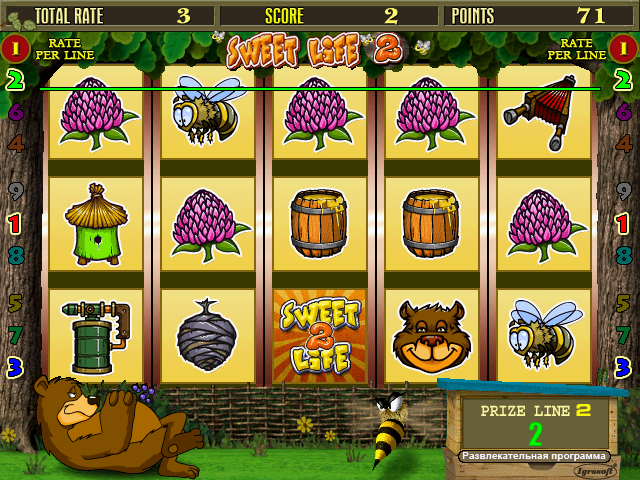 TOTAL RATE 3 SCORE 2 POINTS 71
1 RATE PER LINE SWEET LIFE 2 RATE PER LINE 1
2 2
6 6
4 4
9 9
1 1
8 8
5 5
7 SWEET 2 LIFE 7
3 3
PRIZE LINE 2
2
Развлекательная программа
Igrosoft